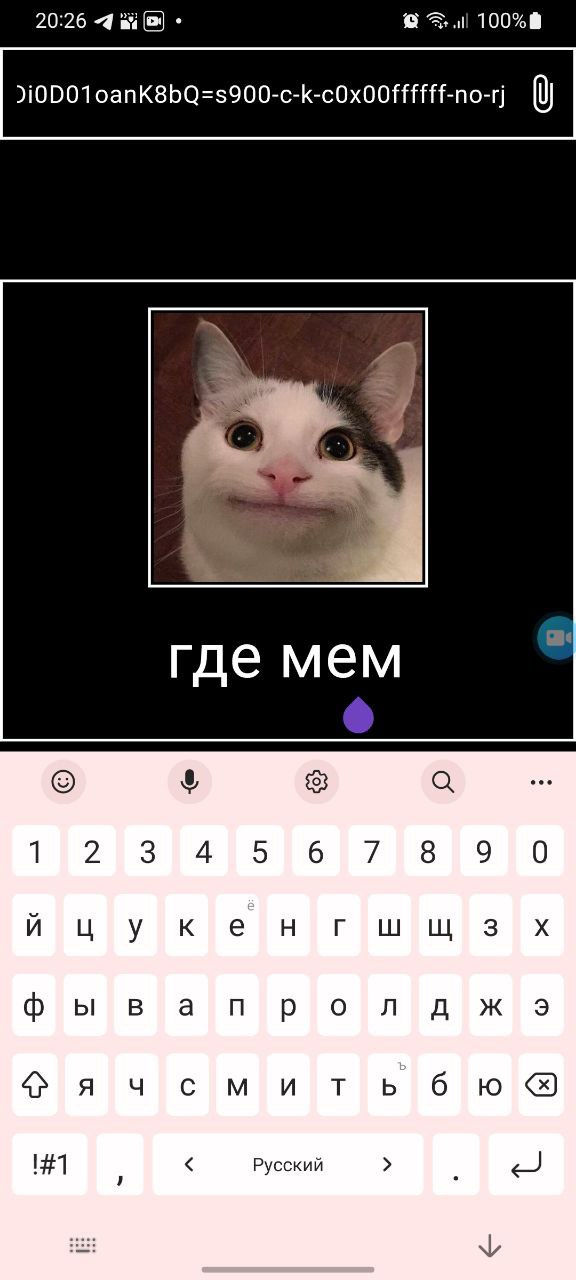 20:26 100%
Di0D01oanK8bQ=s900-c-k-c0x00ffffff-no-rj
где мем
1 2 3 4 5 6 7 8 9 0
й ц у к е ё н г ш щ з х
ф ы в а п р о л д ж э
я ч с м и т ь ъ б ю
!#1 , < Русский > .